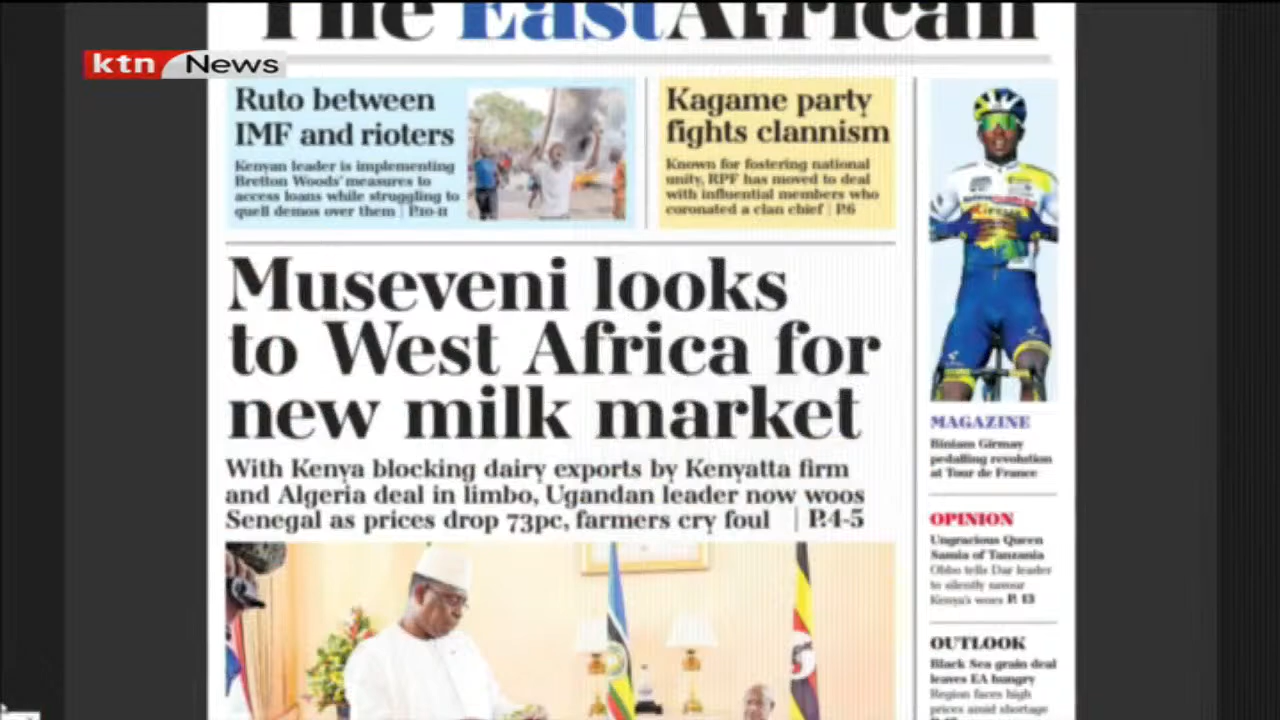 The EastAfrican
ktn News
Ruto between
IMF and rioters
Kenyan leader is implementing
Bretton Woods' measures to
access loans while struggling to
quell demos over them | P.10-11
Kagame party
fights clannism
Known for fostering national
unity, RPF has moved to deal
with influential members who
coronated a clan chief | P.6
Museveni looks
to West Africa for
new milk market
With Kenya blocking dairy exports by Kenyatta firm
and Algeria deal in limbo, Ugandan leader now woos
Senegal as prices drop 73pc, farmers cry foul | P.4-5
MAGAZINE
Biniam Girmay
pedalling revolution
at Tour de France
OPINION
Ungracious Queen
Samia of Tanzania
Obbo tells Dar leader
to silently savour
Kenya's woes P. 13
OUTLOOK
Black Sea grain deal
leaves EA hungry
Region faces high
prices amid shortage